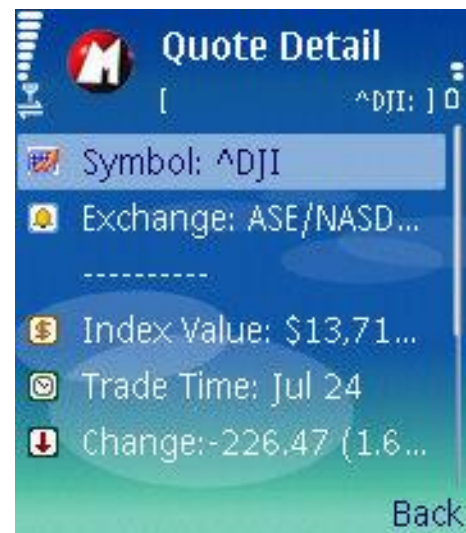 Quote Detail
[ ^DJI: ]
Symbol: ^DJI
Exchange: ASE/NASD...
----------
Index Value: $13,71...
Trade Time: Jul 24
Change:-226.47 (1.6...
Back